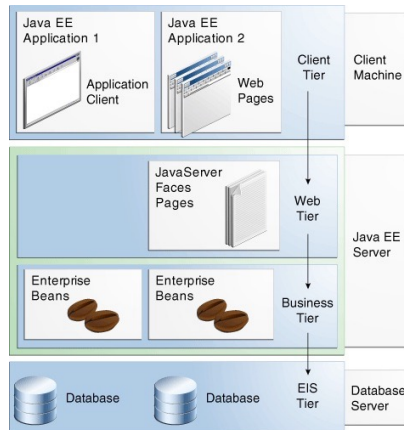 Java EE
Application 1
Application
Client
Java EE
Application 2
Web
Pages
Client
Tier
Client
Machine
JavaServer
Faces
Pages
Web
Tier
Java EE
Server
Enterprise
Beans
Enterprise
Beans
Business
Tier
Database
Database
EIS
Tier
Database
Server